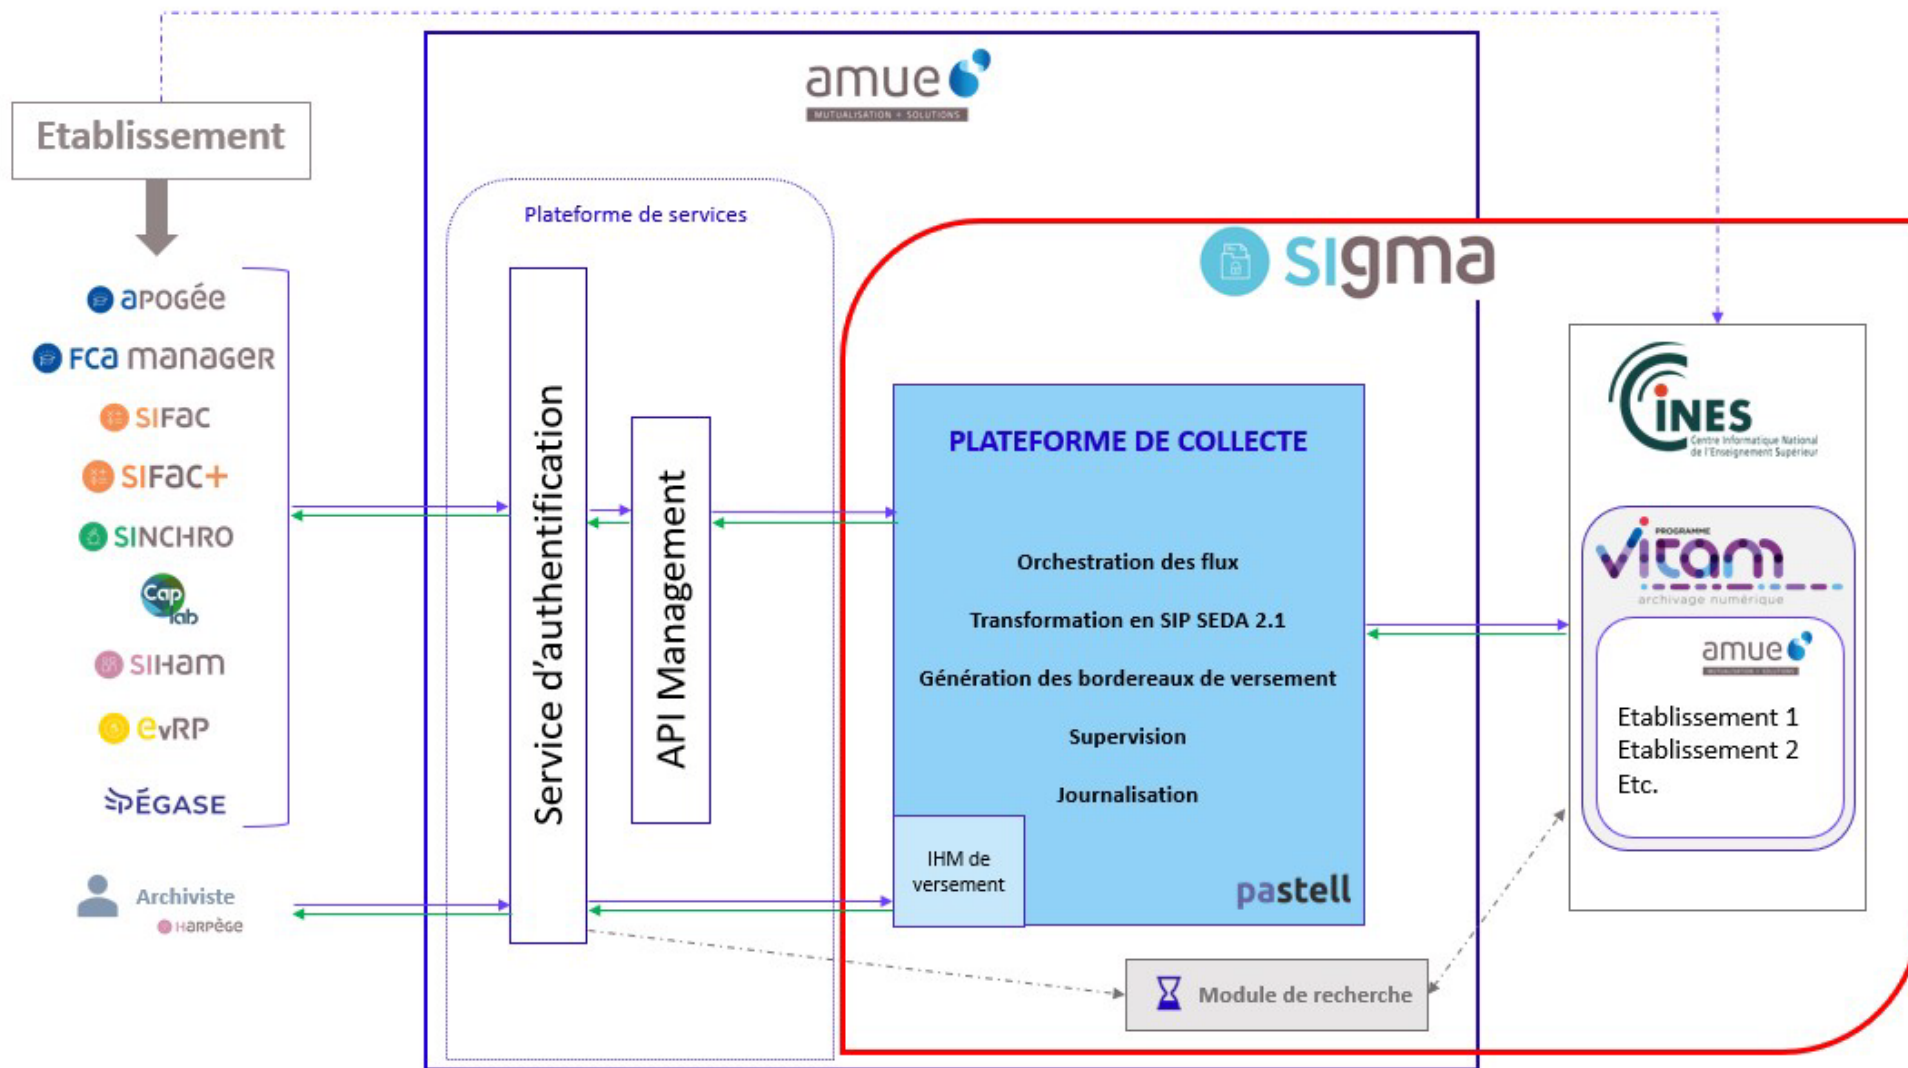 amue
MUTUALISATION + SOLUTIONS
Etablissement
Plateforme de services
sigma
aPOGée
FCa manaGeR
SIFac
SIFac+
SINCHRO
Cap
lab
SIHam
evRP
PÉGASE
Archiviste
HaRPèGe
Service d'authentification
API Management
PLATEFORME DE COLLECTE
Orchestration des flux
Transformation en SIP SEDA 2.1
Génération des bordereaux de versement
Supervision
Journalisation
IHM de
versement
pastell
Module de recherche
CINES
Centre Informatique National
de l'Enseignement Supérieur
PROGRAMME
vitam
archivage numérique
amue
MUTUALISATION + SOLUTIONS
Etablissement 1
Etablissement 2
Etc.